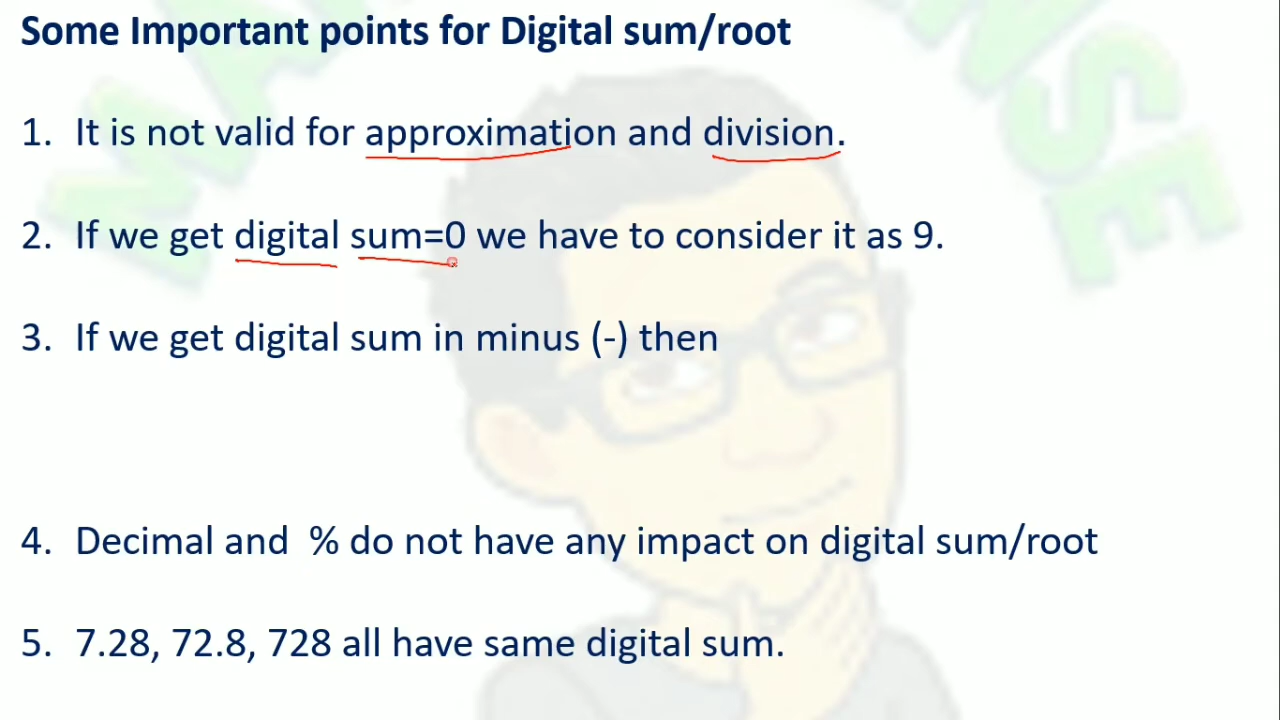 Some Important points for Digital sum/root
1. It is not valid for approximation and division.
2. If we get digital sum=0 we have to consider it as 9.
3. If we get digital sum in minus (-) then
4. Decimal and % do not have any impact on digital sum/root
5. 7.28, 72.8, 728 all have same digital sum.